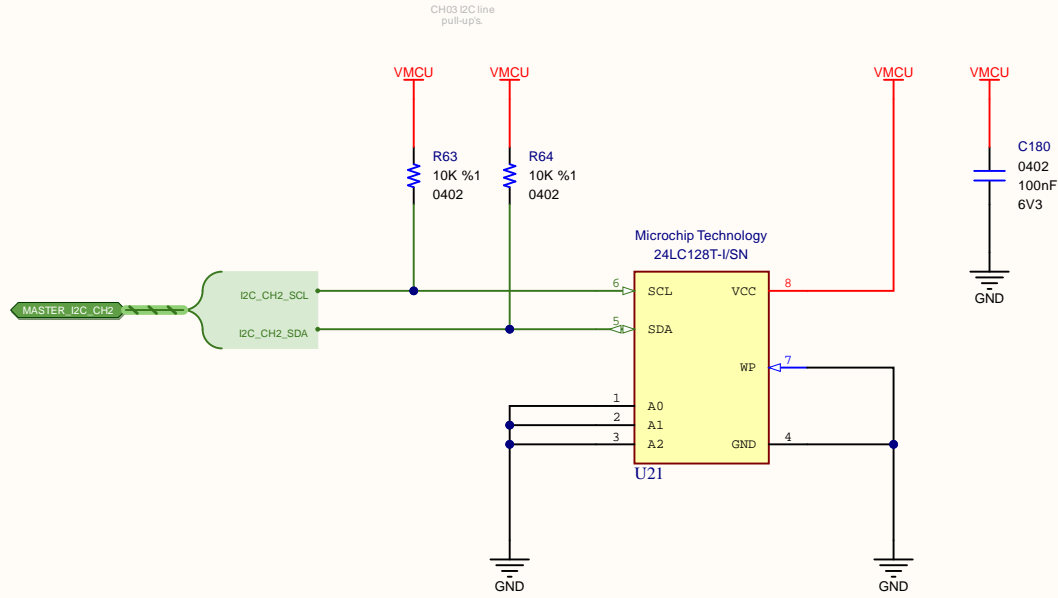 CH03 I2C line
pull-up's.
VMCU
VMCU
VMCU
VMCU
R63
10K %1
0402
R64
10K %1
0402
C180
0402
100nF
6V3
GND
Microchip Technology
24LC128T-I/SN
MASTER_I2C_CH2
I2C_CH2_SCL
I2C_CH2_SDA
6
SCL
VCC
8
5
SDA
WP
7
1
A0
2
A1
3
A2
GND
4
U21
GND
GND